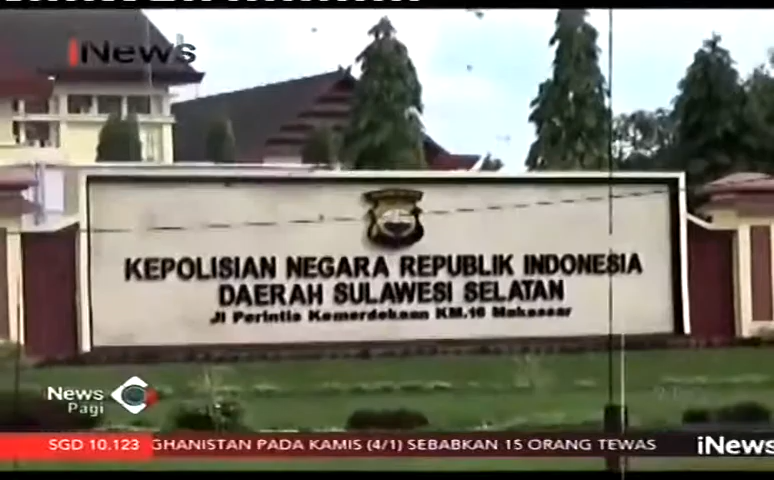 iNews
KEPOLISIAN NEGARA REPUBLIK INDONESIA
DAERAH SULAWESI SELATAN
Jl Perintis Kemerdekaan KM.16 Makassar
News
Pagi
SGD 10.123 GHANISTAN PADA KAMIS (4/1) SEBABKAN 15 ORANG TEWAS iNews